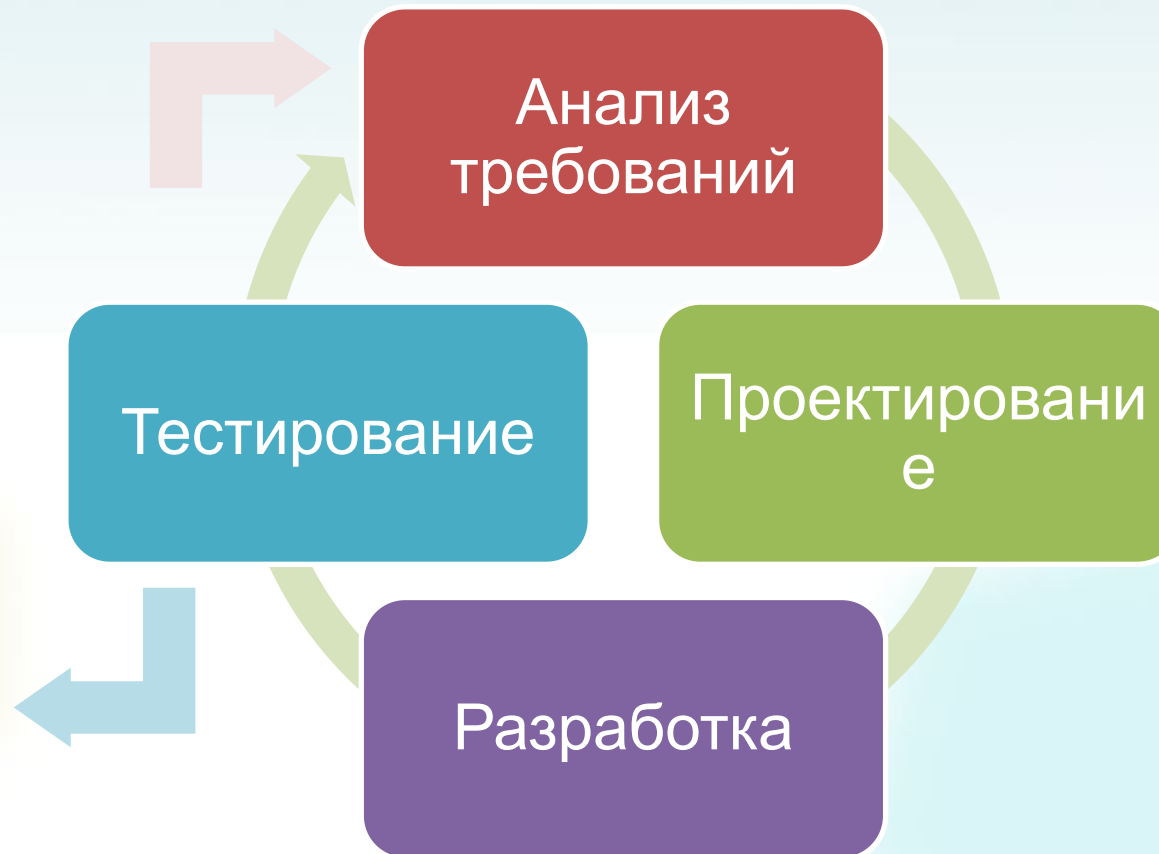 Анализ
требований
Тестирование
Проектировани
е
Разработка